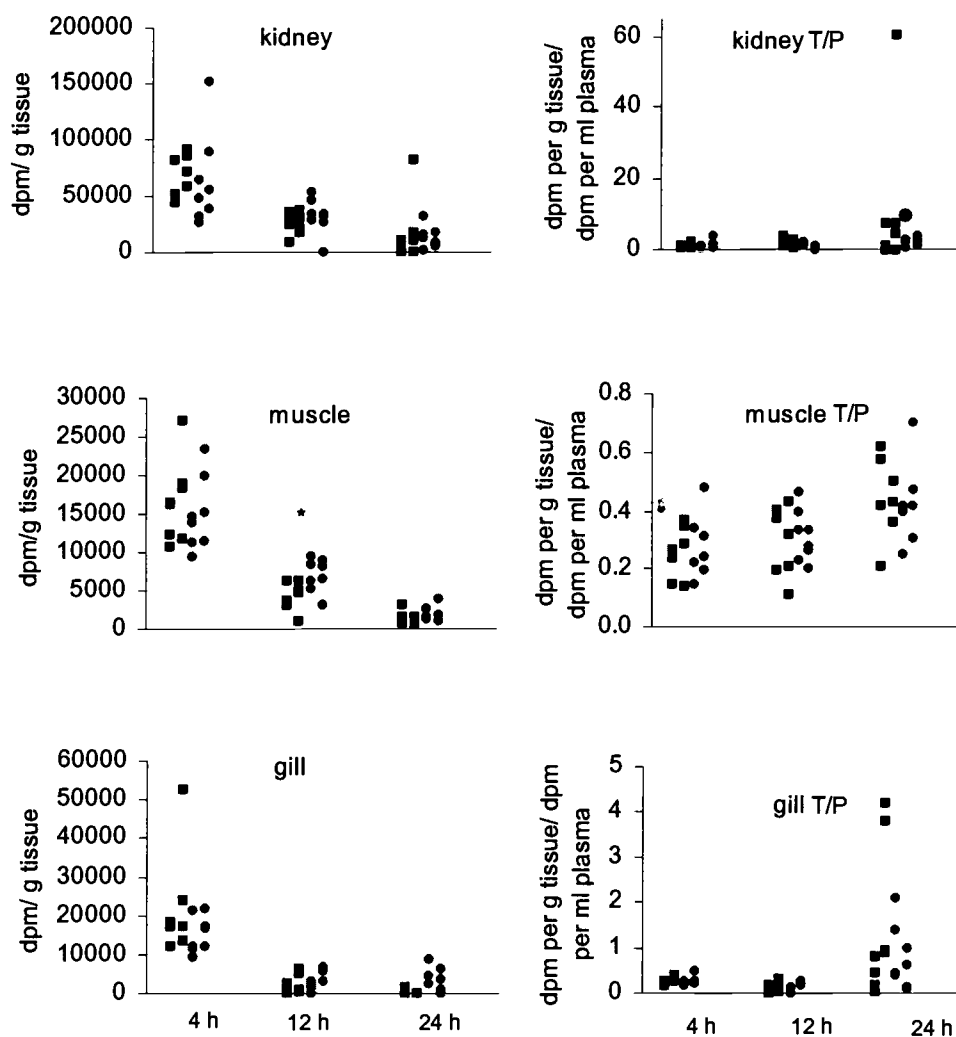 kidney
dpm/ g tissue
200000
150000
100000
50000
0
kidney T/P
dpm per g tissue/
dpm per ml plasma
60
40
20
0
muscle
dpm/g tissue
30000
25000
20000
15000
10000
5000
0
*
muscle T/P
dpm per g tissue/
dpm per ml plasma
0.8
0.6
0.4
0.2
0.0
gill
dpm/ g tissue
60000
50000
40000
30000
20000
10000
0
4 h 12 h 24 h
gill T/P
dpm per g tissue/ dpm
per ml plasma
5
4
3
2
1
0
4 h 12 h 24 h